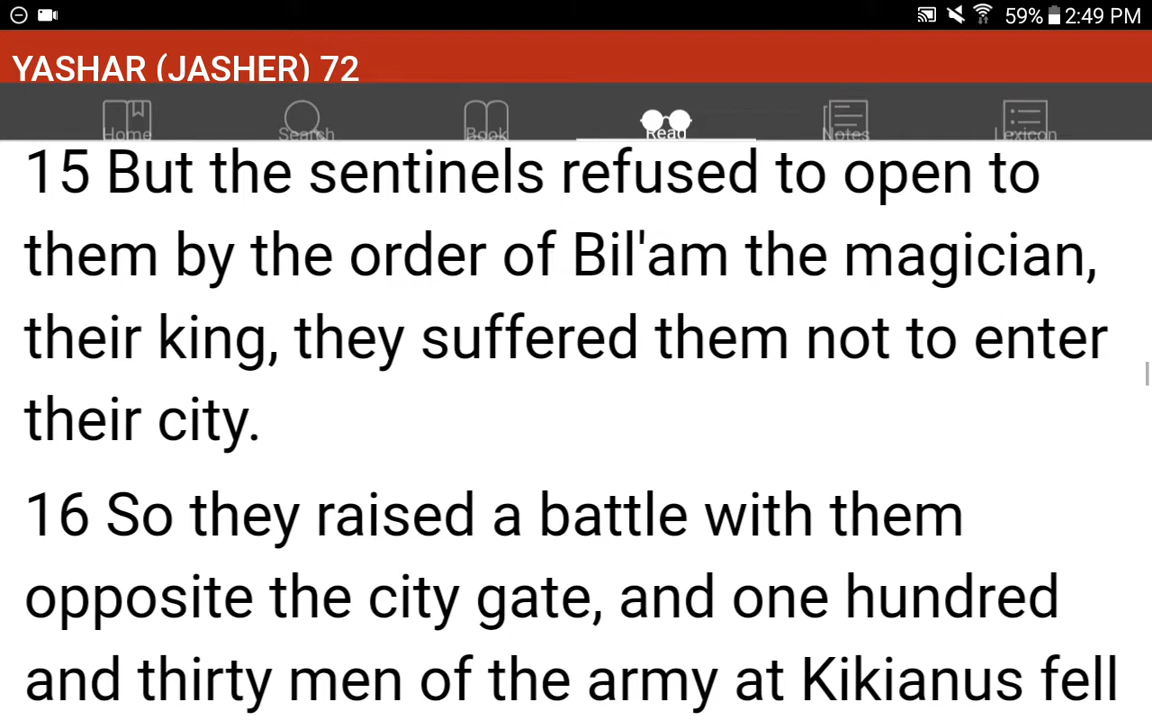 59% 2:49 PM
YASHAR (JASHER) 72
Home Search Book Read Notes Lexicon
15 But the sentinels refused to open to
them by the order of Bil'am the magician,
their king, they suffered them not to enter
their city.
16 So they raised a battle with them
opposite the city gate, and one hundred
and thirty men of the army at Kikianus fell